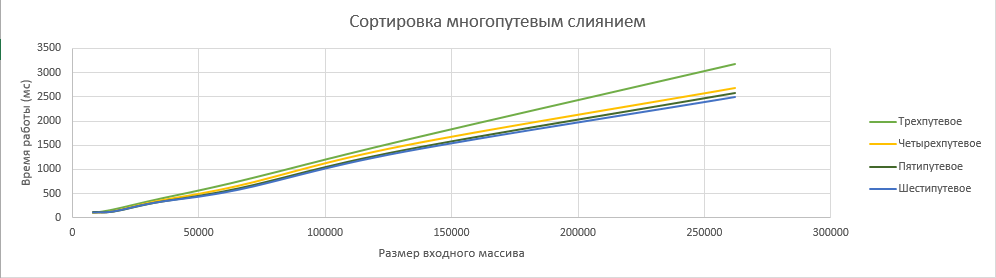 Сортировка многопутевым слиянием
Время работы (мс)
3500
3000
2500
2000
1500
1000
500
0
0 50000 100000 150000 200000 250000 300000
Размер входного массива
Трехпутевое
Четырехпутевое
Пятипутевое
Шестипутевое